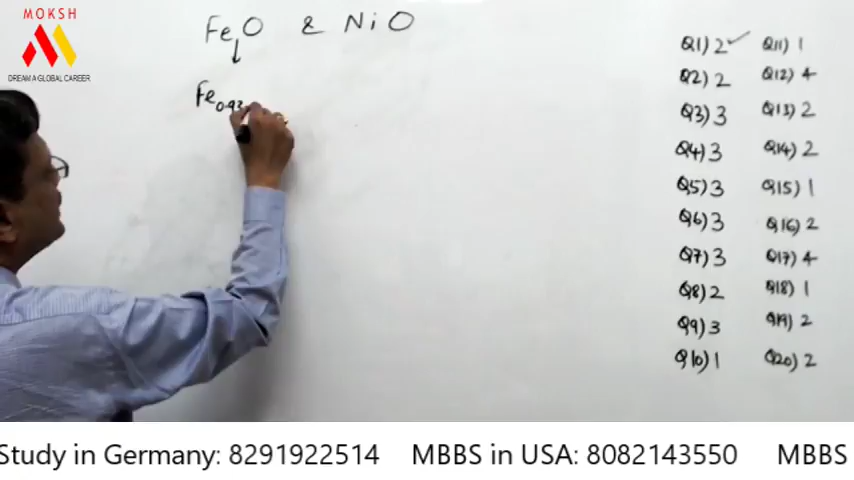 MOKSH
DREAM A GLOBAL CAREER
Fe1O & NiO
Fe0.93
Q1) 2 ✓
Q2) 2
Q3) 3
Q4) 3
Q5) 3
Q6) 3
Q7) 3
Q8) 2
Q9) 3
Q10) 1
Q11) 1
Q12) 4
Q13) 2
Q14) 2
Q15) 1
Q16) 2
Q17) 4
Q18) 1
Q19) 2
Q20) 2
Study in Germany: 8291922514 MBBS in USA: 8082143550 MBBS